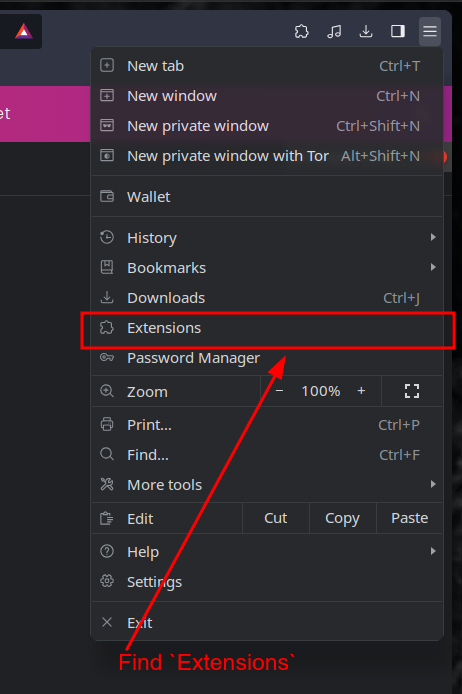 et
New tab Ctrl+T
New window Ctrl+N
New private window Ctrl+Shift+N
New private window with Tor Alt+Shift+N
Wallet
History
Bookmarks
Downloads Ctrl+J
Extensions
Password Manager
Zoom − 100% +
Print... Ctrl+P
Find... Ctrl+F
More tools
Edit Cut Copy Paste
Help
Settings
Exit
Find `Extensions`